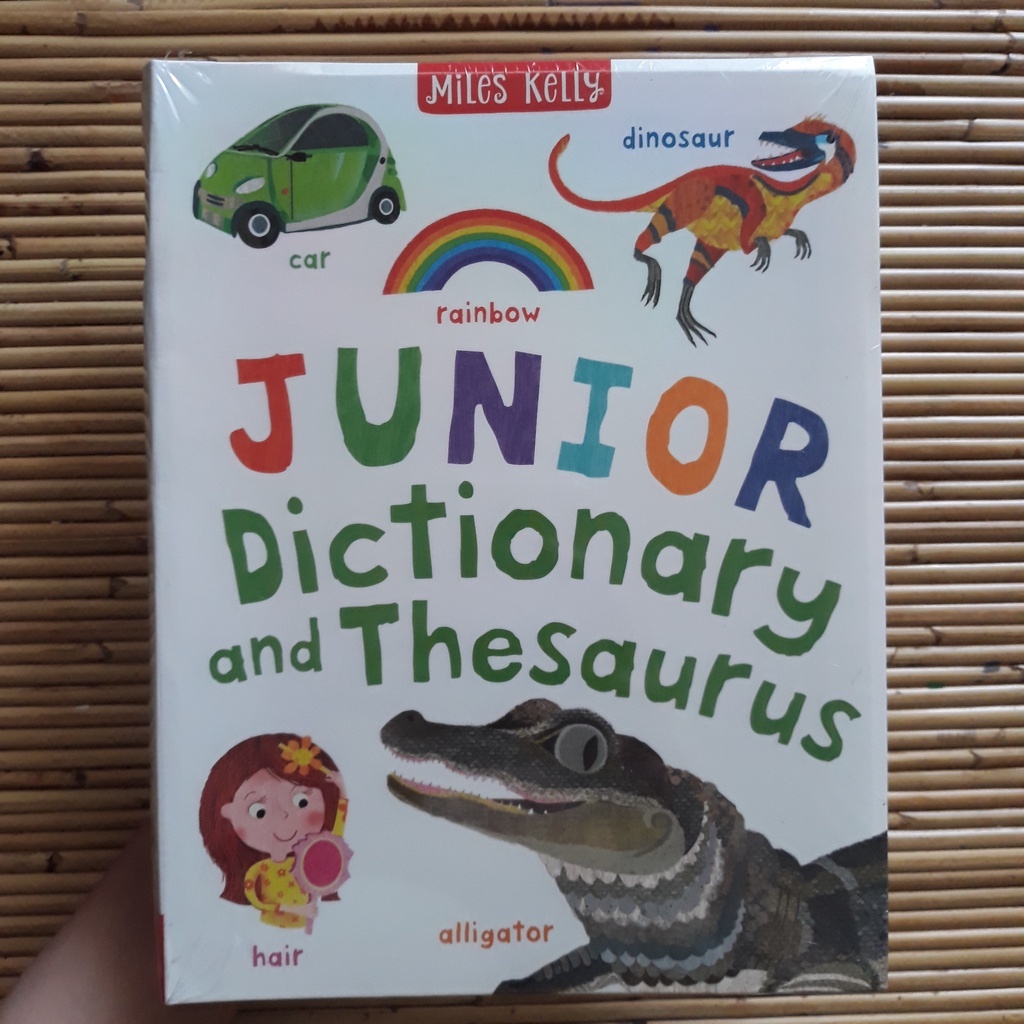 Miles Kelly
dinosaur
car
rainbow
JUNIOR
Dictionary
and Thesaurus
hair
alligator